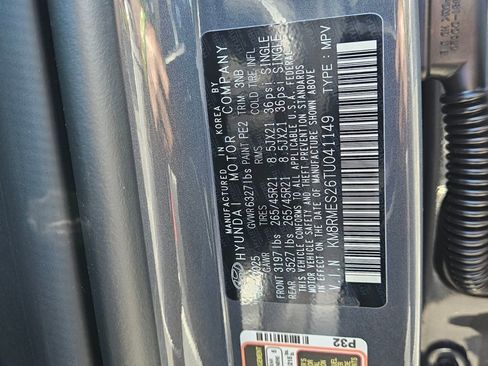 MANUFACTURED IN KOREA BY
HYUNDAI MOTOR COMPANY
GVWR 6327lbs PAINT PE2 TRIM 3NB
GAWR TIRES RIMS COLD TIRE INFL
FRONT 3197lbs 265/45R21 8.5JX21 36psi SINGLE
REAR 3527lbs 265/45R21 8.5JX21 36psi SINGLE
THIS VEHICLE CONFORMS TO ALL APPLICABLE U.S.A. FEDERAL
MOTOR VEHICLE SAFETY AND THEFT-PREVENTION STANDARDS
IN EFFECT ON THE DATE OF MANUFACTURE SHOWN ABOVE
V.I.N KM8RMES26TU041149 TYPE : MPV
P32